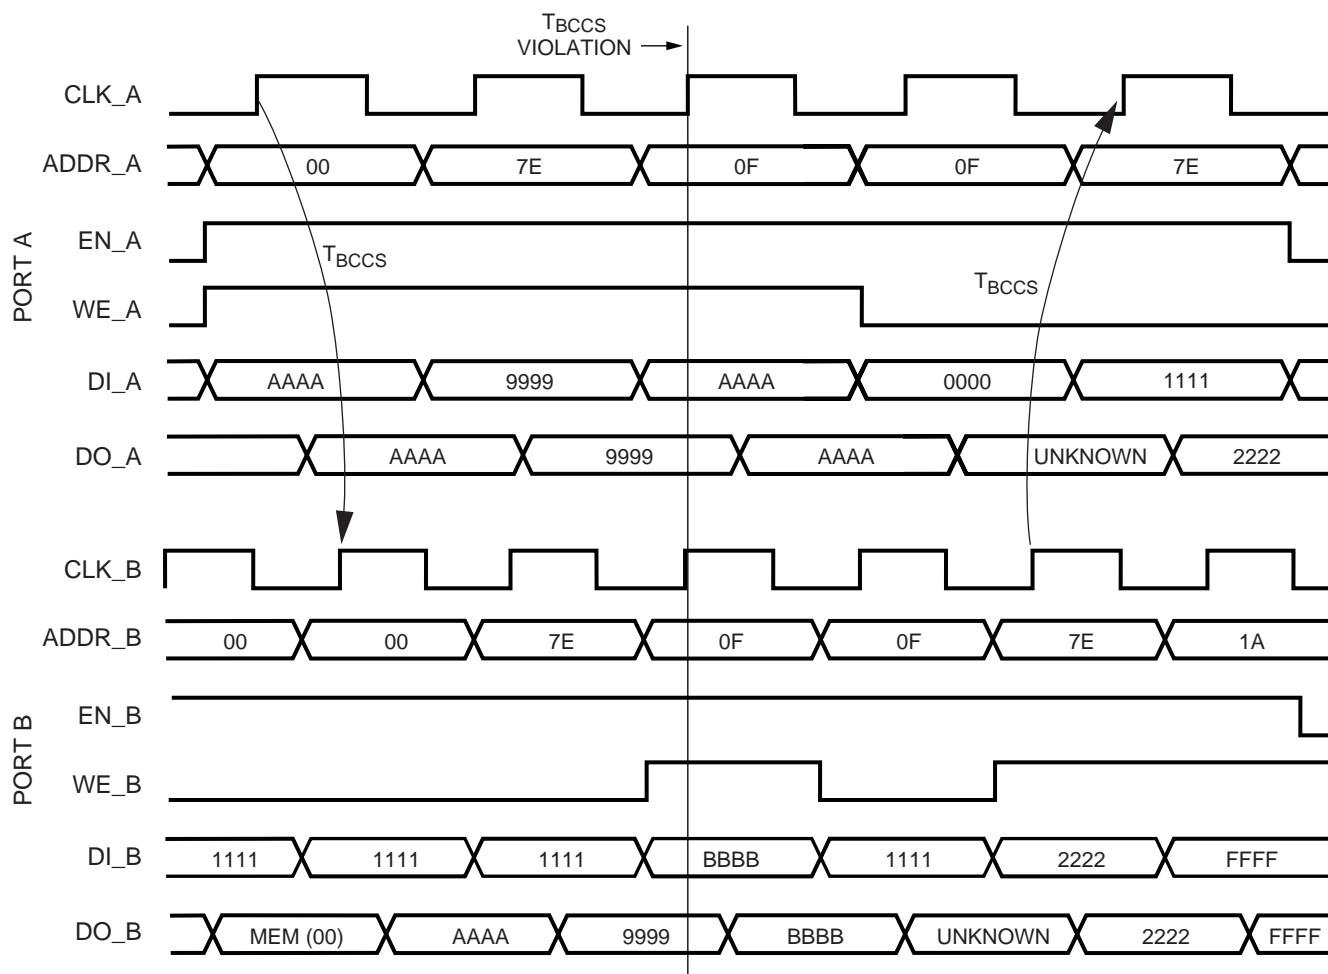 TBCCS
VIOLATION
CLK_A
ADDR_A 00 7E 0F 0F 7E
PORT A
EN_A
TBCCS
WE_A
TBCCS
DI_A AAAA 9999 AAAA 0000 1111
DO_A AAAA 9999 AAAA UNKNOWN 2222
CLK_B
ADDR_B 00 00 7E 0F 0F 7E 1A
PORT B
EN_B
WE_B
DI_B 1111 1111 1111 BBBB 1111 2222 FFFF
DO_B MEM (00) AAAA 9999 BBBB UNKNOWN 2222 FFFF